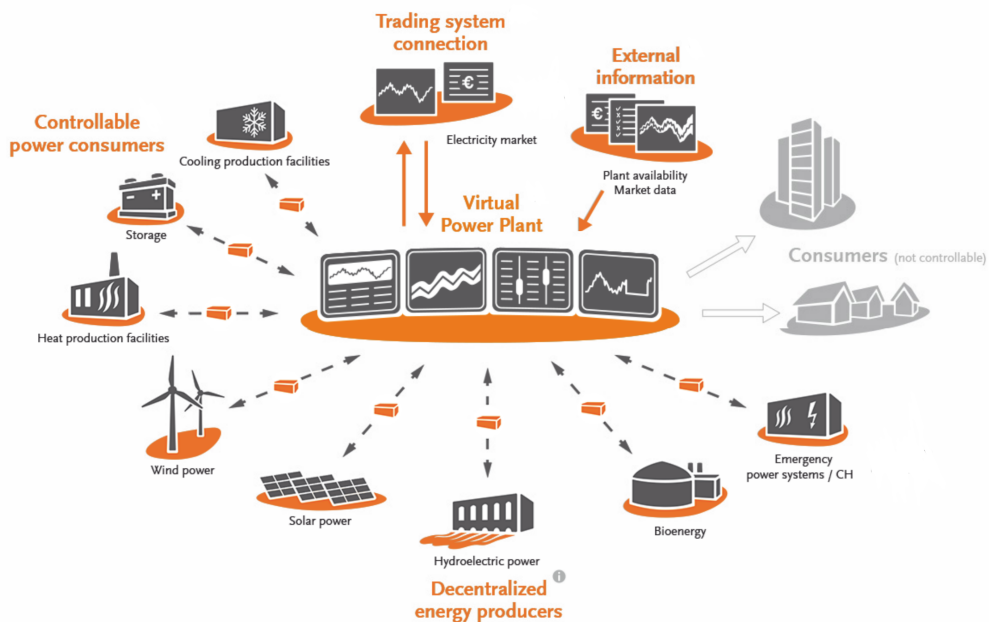 Trading system
connection
Electricity market
External
information
Plant availability
Market data
Controllable
power consumers
Cooling production facilities
Storage
Heat production facilities
Virtual
Power Plant
Consumers (not controllable)
Wind power
Solar power
Hydroelectric power
Bioenergy
Emergency
power systems / CH
Decentralized
energy producers
€
€
i